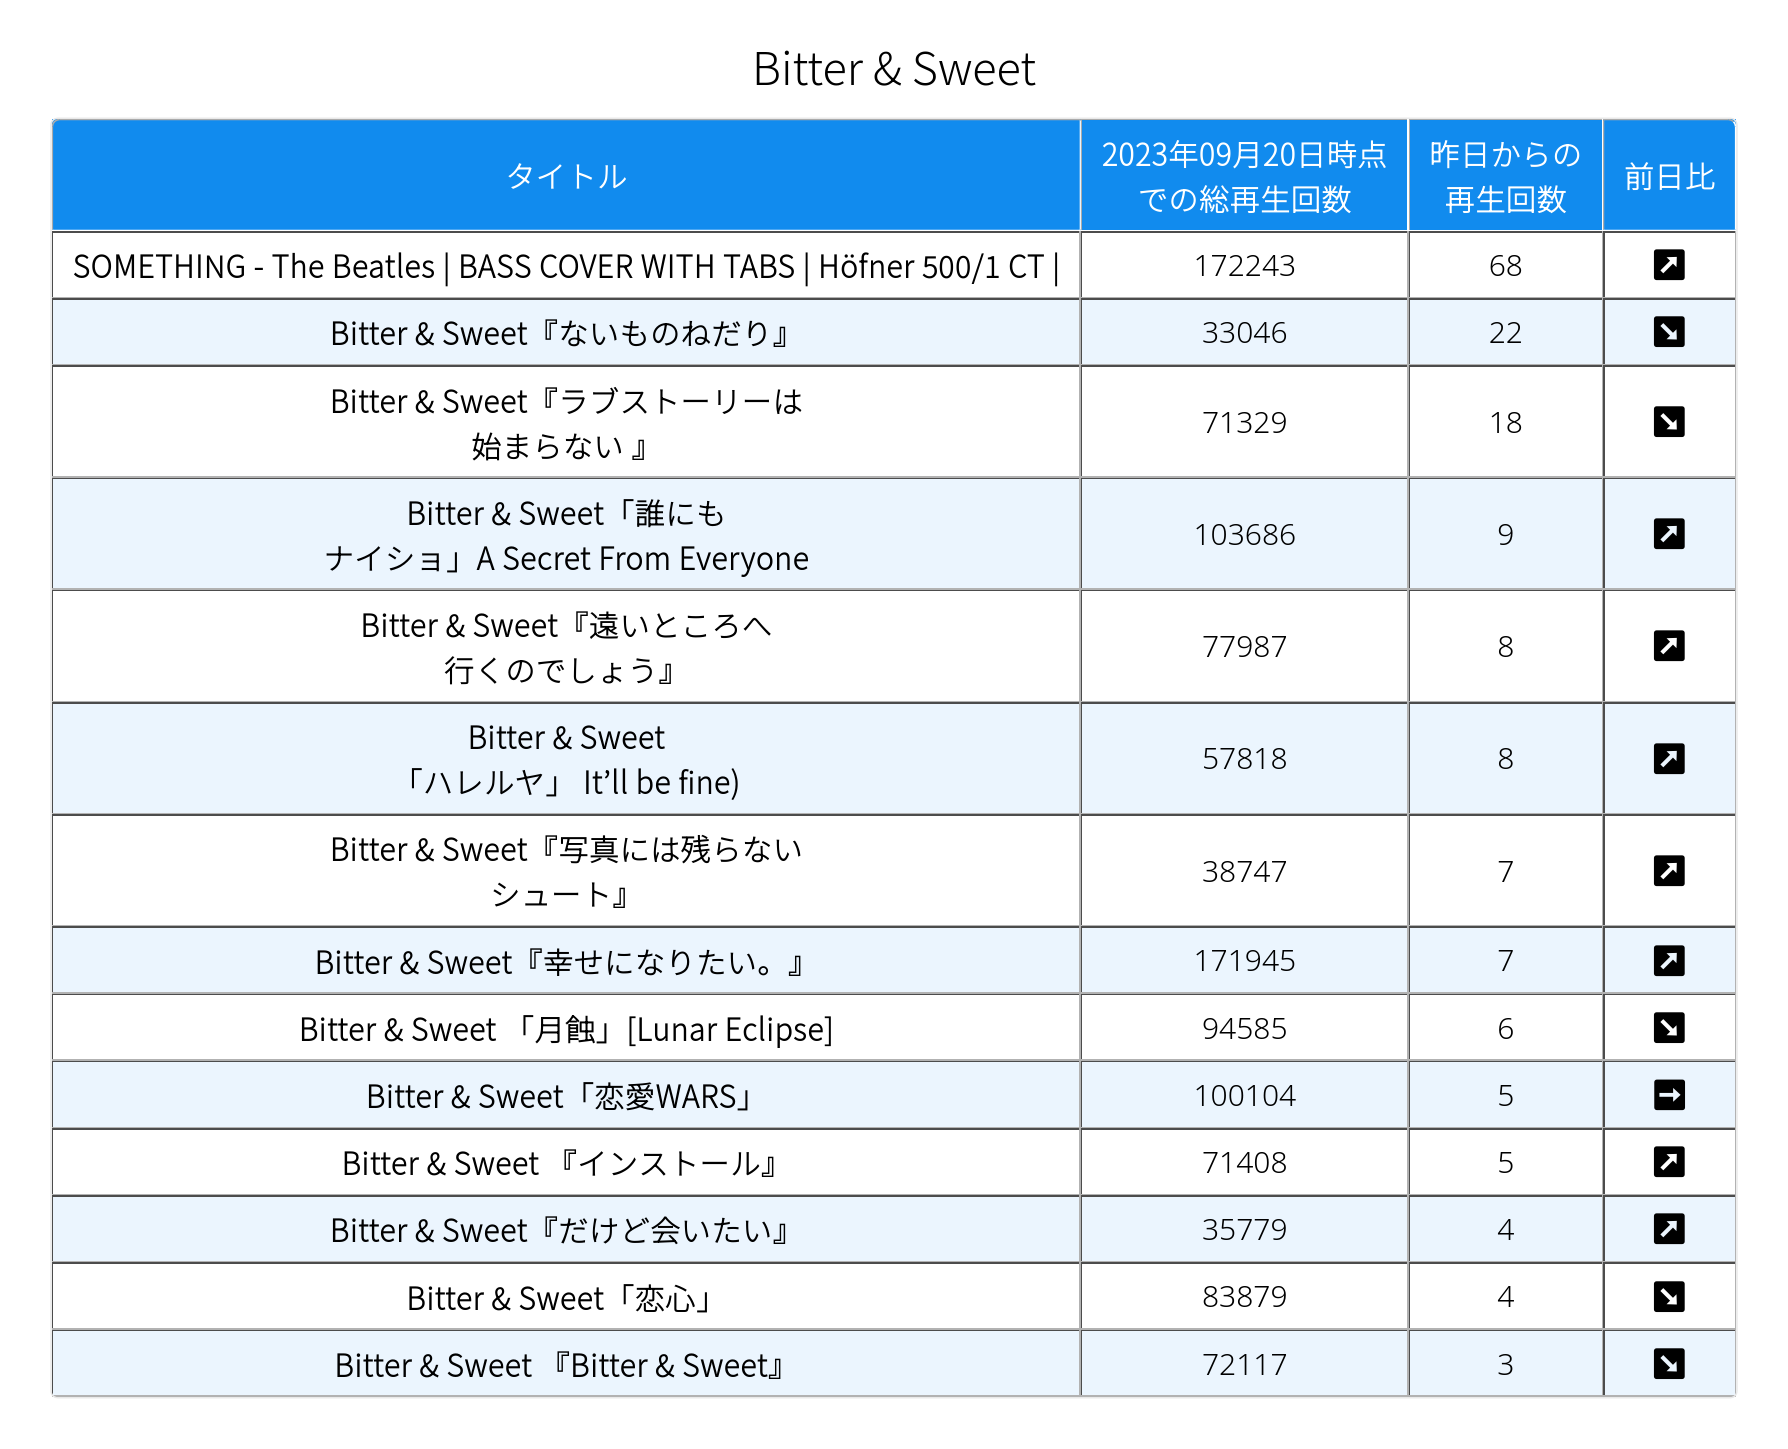 Bitter & Sweet
タイトル
2023年09月20日時点
での総再生回数
昨日からの
再生回数
前日比
SOMETHING - The Beatles | BASS COVER WITH TABS | Höfner 500/1 CT |
172243
68
Bitter & Sweet『ないものねだり』
33046
22
Bitter & Sweet『ラブストーリーは
始まらない 』
71329
18
Bitter & Sweet「誰にも
ナイショ」A Secret From Everyone
103686
9
Bitter & Sweet『遠いところへ
行くのでしょう』
77987
8
Bitter & Sweet
「ハレルヤ」 It’ll be fine)
57818
8
Bitter & Sweet『写真には残らない
シュート』
38747
7
Bitter & Sweet『幸せになりたい。』
171945
7
Bitter & Sweet 「月蝕」[Lunar Eclipse]
94585
6
Bitter & Sweet「恋愛WARS」
100104
5
Bitter & Sweet 『インストール』
71408
5
Bitter & Sweet『だけど会いたい』
35779
4
Bitter & Sweet「恋心」
83879
4
Bitter & Sweet 『Bitter & Sweet』
72117
3